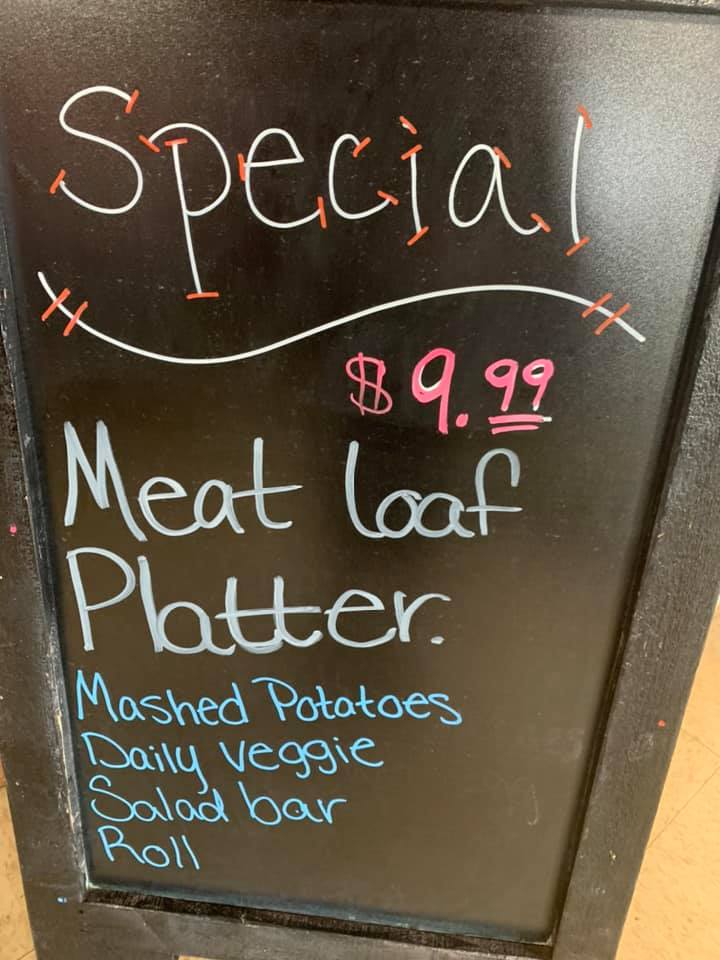 Special
$9.99
Meat loaf
Platter.
Mashed Potatoes
Daily veggie
Salad bar
Roll